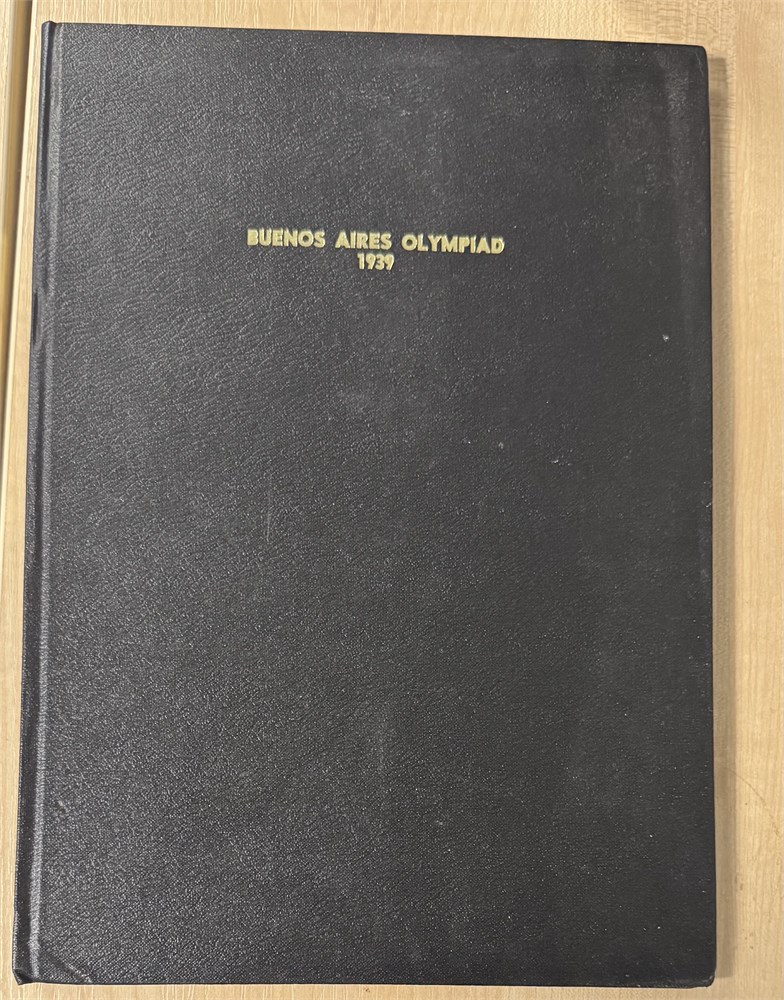 BUENOS AIRES OLYMPIAD
1939